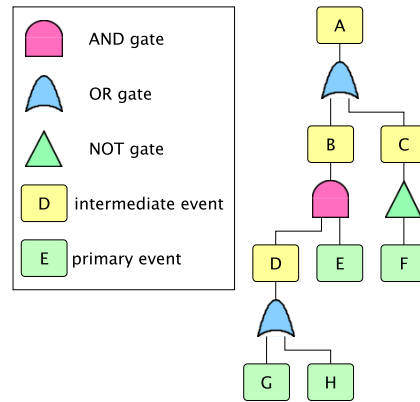 AND gate
OR gate
NOT gate
D intermediate event
E primary event
A
B C
D E F
G H